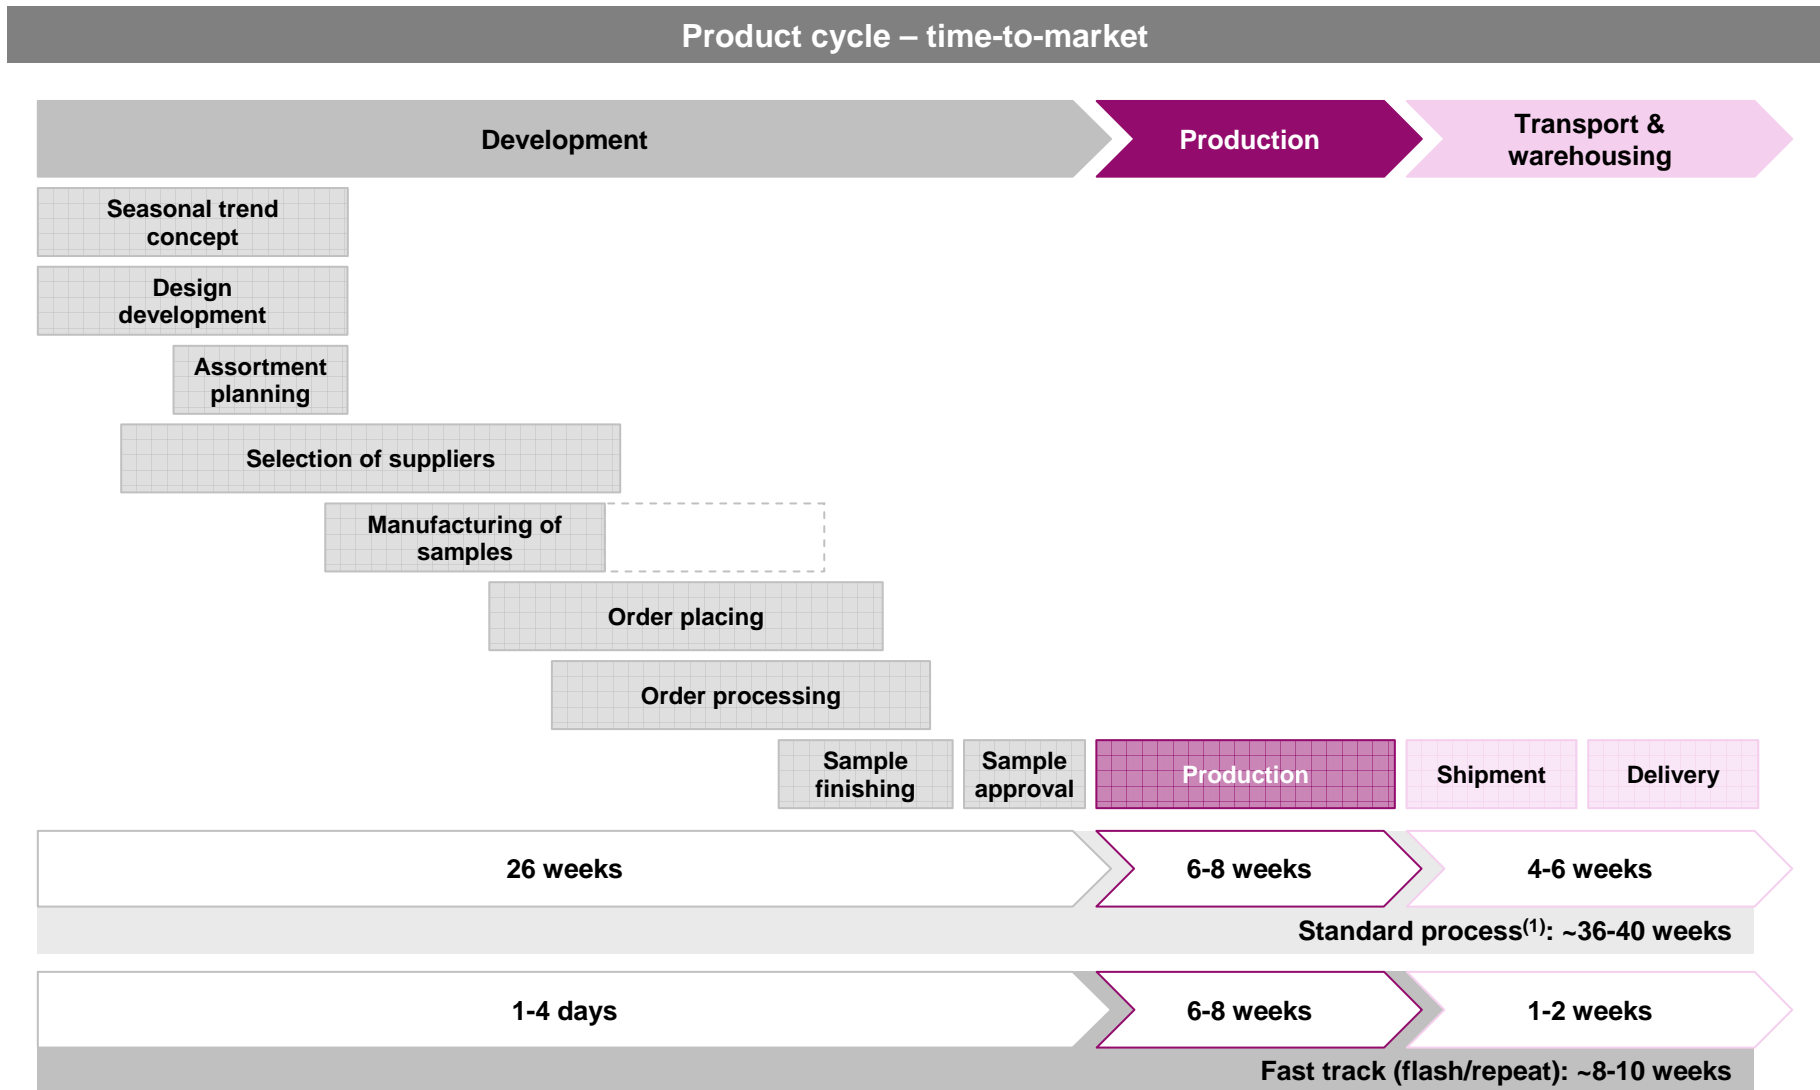 Product cycle – time-to-market
Development
Production
Transport &
warehousing
Seasonal trend
concept
Design
development
Assortment
planning
Selection of suppliers
Manufacturing of
samples
Order placing
Order processing
Sample
finishing
Sample
approval
Production
Shipment
Delivery
26 weeks
6-8 weeks
4-6 weeks
Standard process(1): ~36-40 weeks
1-4 days
6-8 weeks
1-2 weeks
Fast track (flash/repeat): ~8-10 weeks